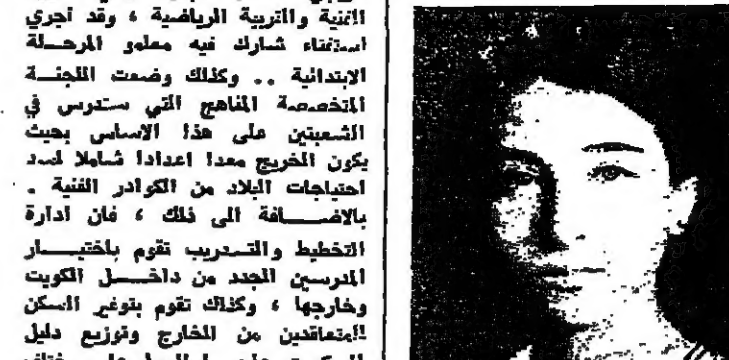 الفنية والتربية الرياضية ، وقد اجري
استفتاء شارك فيه معلمو المرحلة
الابتدائية .. وكذلك وضعت اللجنة
المتخصصة المناهج التي ستدرس في
الشعبتين على هذا الاساس بحيث
يكون الخريج معدا اعدادا شاملا لسد
احتياجات البلاد من الكوادر الفنية .
بالاضافة الى ذلك ، فان ادارة
التخطيط والتدريب تقوم باختيار
المدرسين الجدد من داخل الكويت
وخارجها ، وكذلك تقوم بتوفير السكن
للمتعاقدين من الخارج وتوزيع دليل